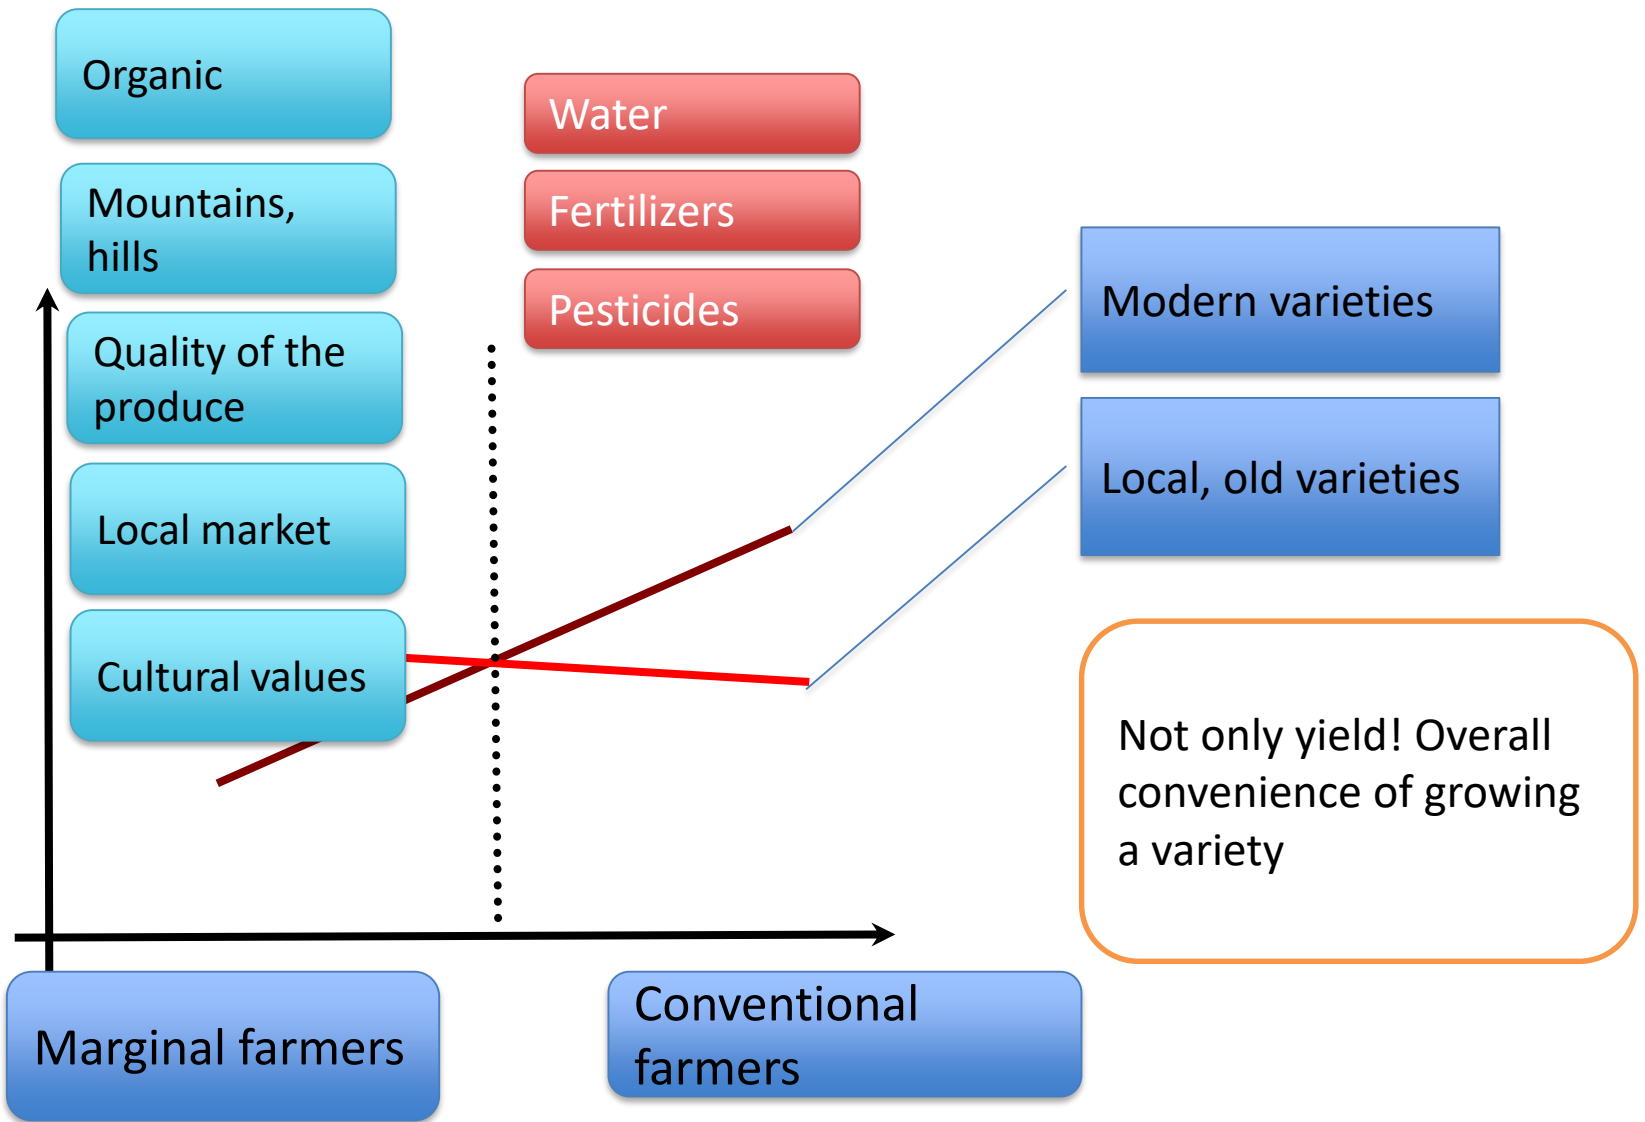 Organic
Mountains,
hills
Quality of the
produce
Local market
Cultural values
Water
Fertilizers
Pesticides
Modern varieties
Local, old varieties
Not only yield! Overall
convenience of growing
a variety
Marginal farmers
Conventional
farmers